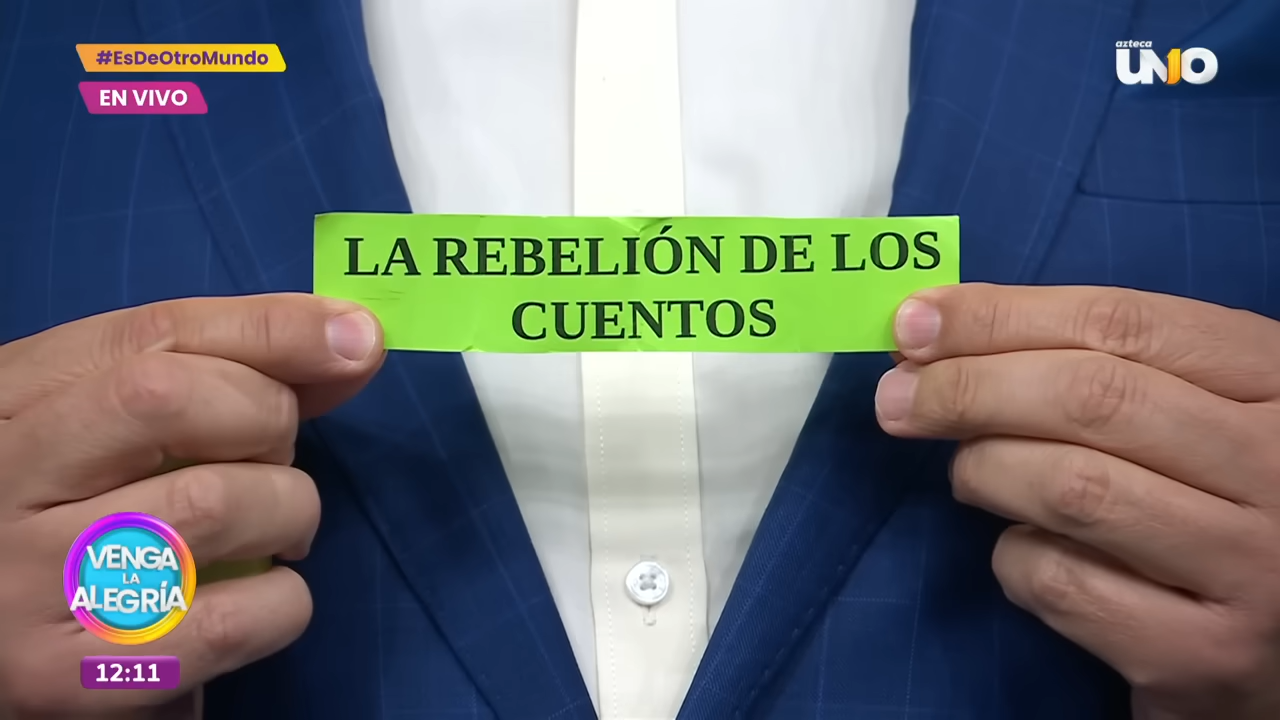 #EsDeOtroMundo
EN VIVO
azteca
UNO
LA REBELIÓN DE LOS
CUENTOS
VENGA
LA
ALEGRÍA
12:11